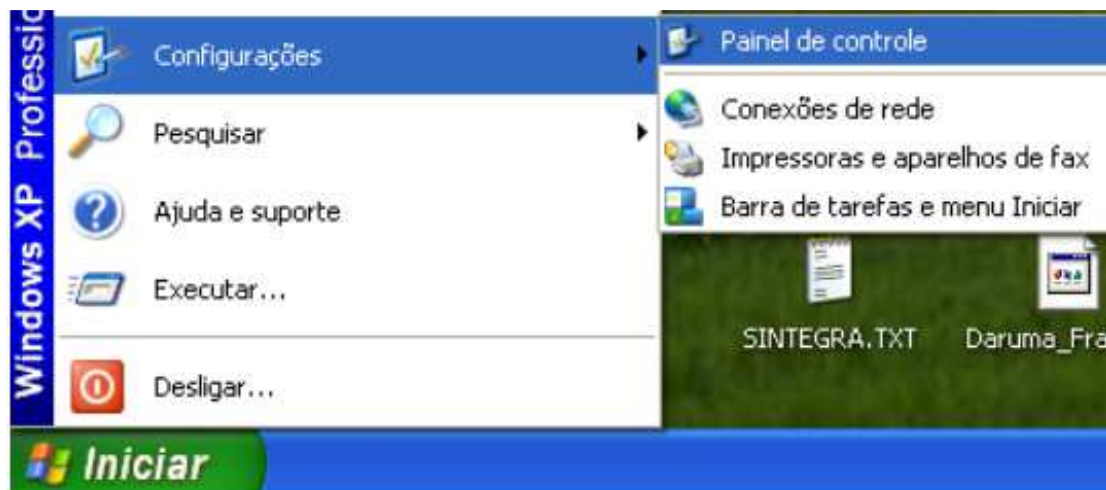 Windows XP Professio
Configurações
Pesquisar
Ajuda e suporte
Executar...
Desligar...
Painel de controle
Conexões de rede
Impressoras e aparelhos de fax
Barra de tarefas e menu Iniciar
SINTEGRA.TXT
Daruma_Fra
Iniciar